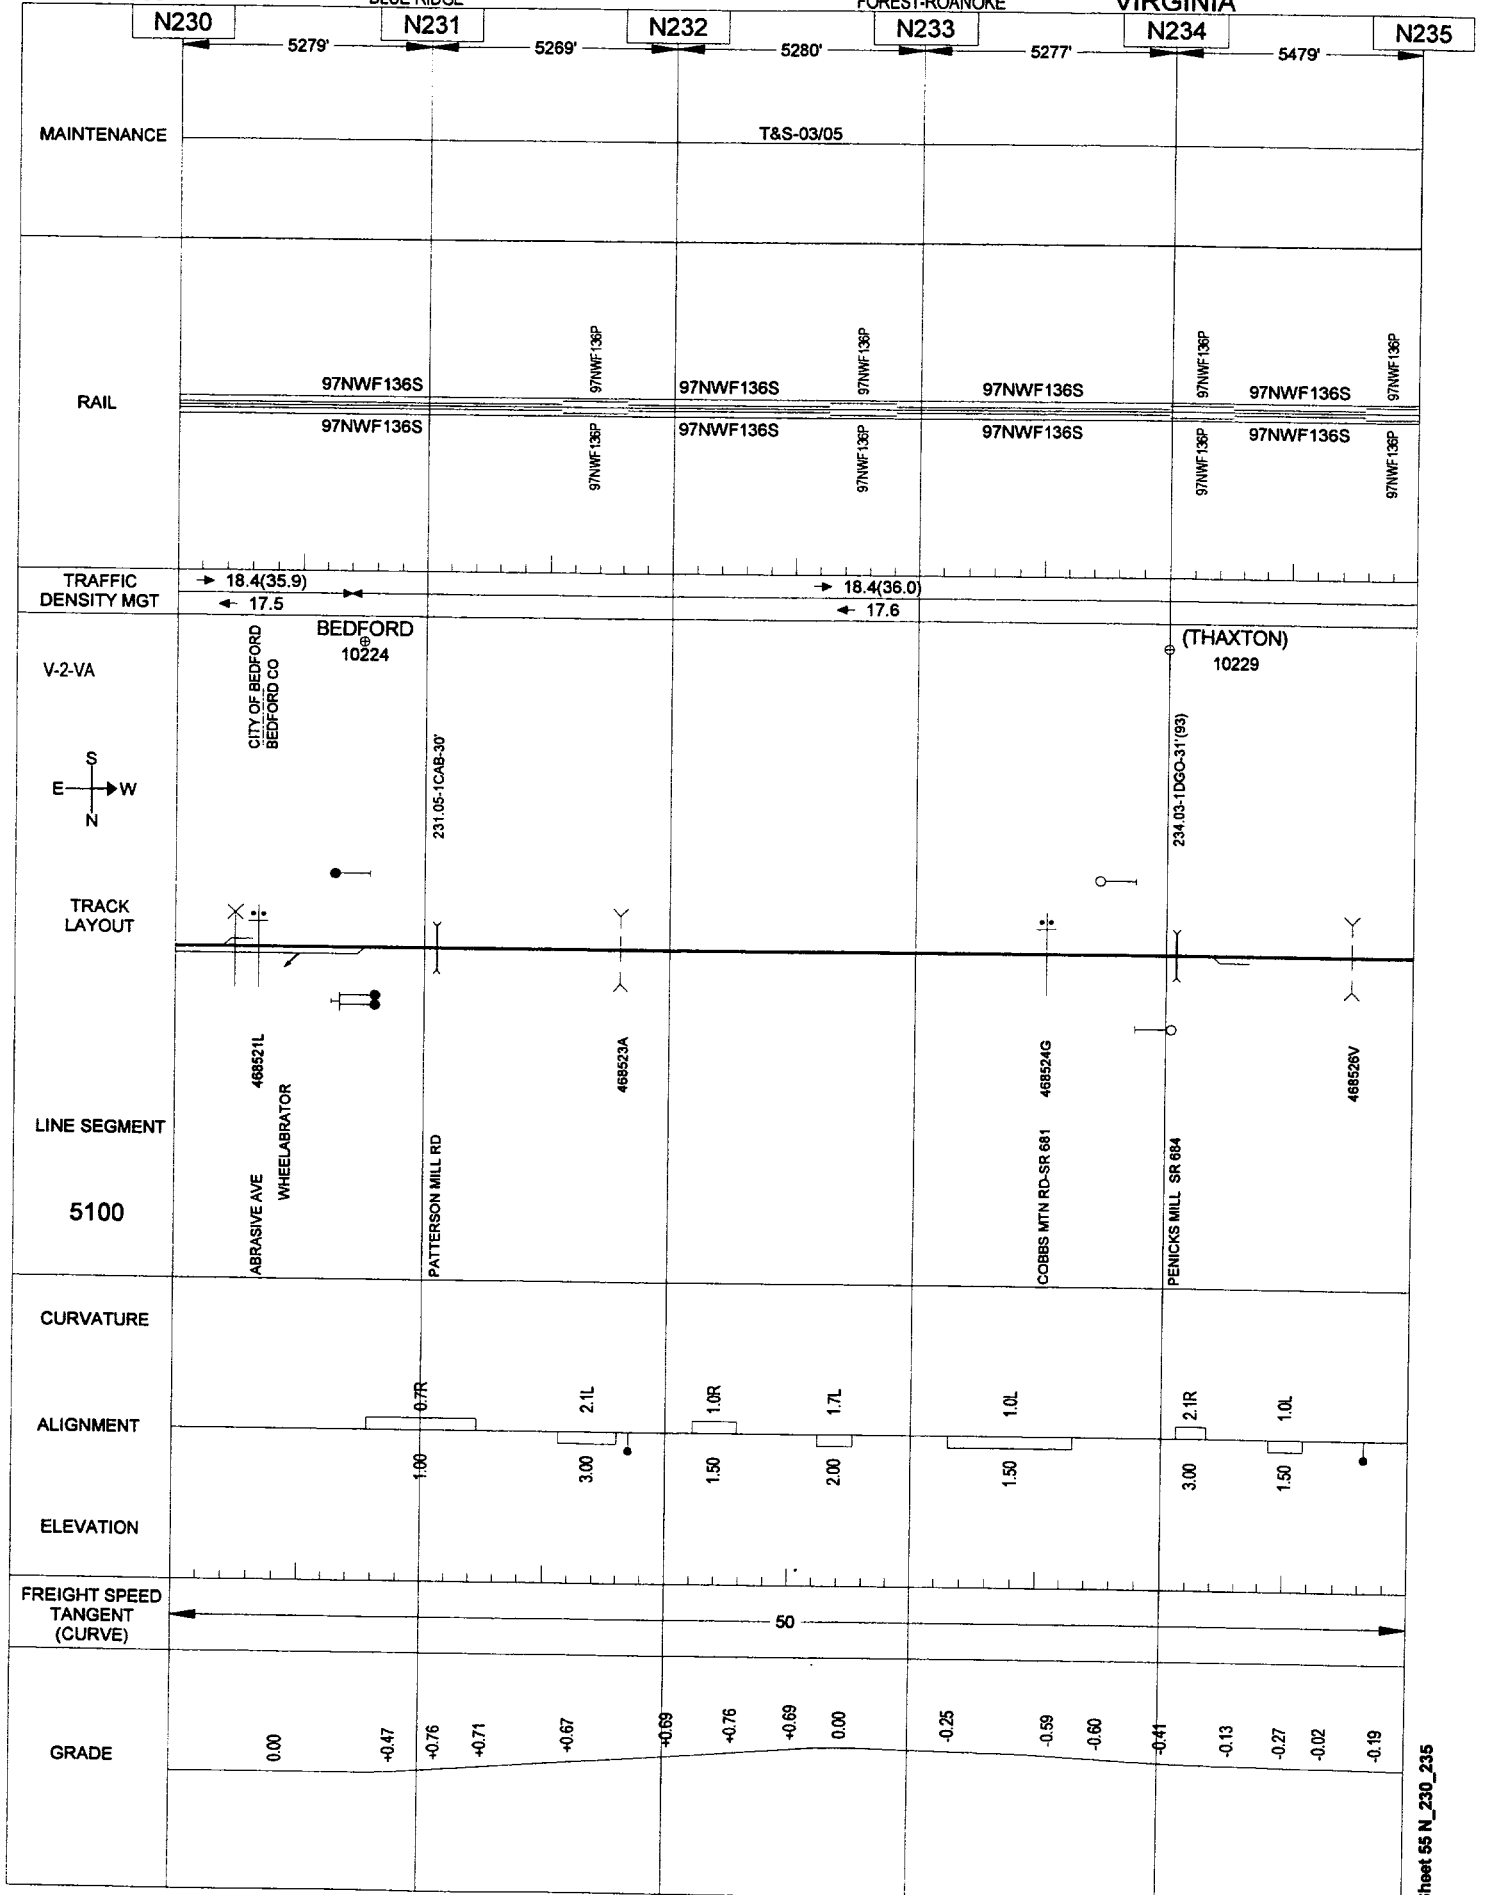 BLUE RIDGE
FOREST-ROANOKE
VIRGINIA
N230
N231
N232
N233
N234
N235
5279'
5269'
5280'
5277'
5479'
MAINTENANCE
T&S-03/05
RAIL
97NWF136S
97NWF136P
97NWF136S
97NWF136P
97NWF136S
97NWF136P
97NWF136S
97NWF136P
97NWF136S
97NWF136P
97NWF136S
97NWF136P
97NWF136S
97NWF136P
97NWF136S
97NWF136P
TRAFFIC
DENSITY MGT
18.4(35.9)
17.5
18.4(36.0)
17.6
V-2-VA
CITY OF BEDFORD
BEDFORD CO
BEDFORD
10224
(THAXTON)
10229
231.05-1CAB-30'
234.03-1DGO-31'(93)
S
E
W
N
TRACK
LAYOUT
LINE SEGMENT
5100
ABRASIVE AVE 468521L
WHEELABRATOR
PATTERSON MILL RD
468523A
COBBS MTN RD-SR 681 468524G
PENICKS MILL SR 684
468526V
CURVATURE
ALIGNMENT
0.7R
2.1L
1.0R
1.7L
1.0L
2.1R
1.0L
1.00
3.00
1.50
2.00
1.50
3.00
1.50
ELEVATION
FREIGHT SPEED
TANGENT
(CURVE)
50
GRADE
0.00
+0.47
+0.76
+0.71
+0.67
+0.69
+0.76
+0.69
0.00
-0.25
-0.59
-0.60
-0.41
-0.13
-0.27
-0.02
-0.19
Sheet 55 N_230_235